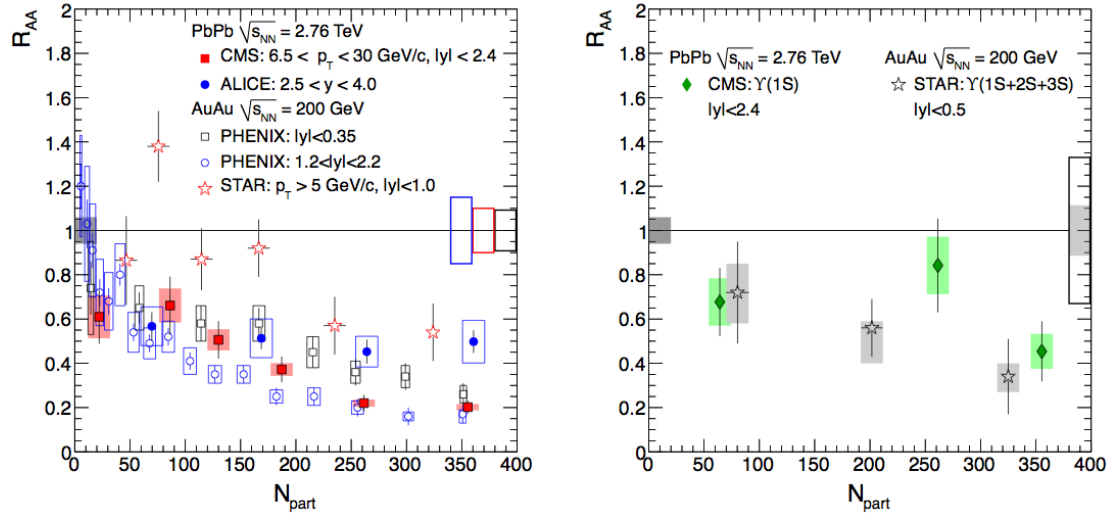 R_AA
2
1.8
1.6
1.4
1.2
1
0.8
0.6
0.4
0.2
0
0 50 100 150 200 250 300 350 400
N_part
PbPb √s_NN = 2.76 TeV
CMS: 6.5 < p_T < 30 GeV/c, |y| < 2.4
ALICE: 2.5 < y < 4.0
AuAu √s_NN = 200 GeV
PHENIX: |y|<0.35
PHENIX: 1.2<|y|<2.2
STAR: p_T > 5 GeV/c, |y|<1.0
R_AA
2
1.8
1.6
1.4
1.2
1
0.8
0.6
0.4
0.2
0
0 50 100 150 200 250 300 350 400
N_part
PbPb √s_NN = 2.76 TeV
CMS: ϒ(1S)
|y|<2.4
AuAu √s_NN = 200 GeV
STAR: ϒ(1S+2S+3S)
|y|<0.5